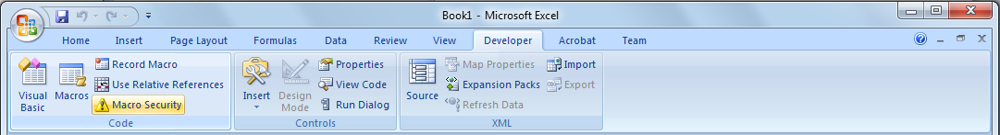 Book1 - Microsoft Excel
Home Insert Page Layout Formulas Data Review View Developer Acrobat Team
Visual Basic
Macros
Record Macro
Use Relative References
Macro Security
Code
Insert
Design Mode
Properties
View Code
Run Dialog
Controls
Source
Map Properties
Expansion Packs
Refresh Data
Import
Export
XML